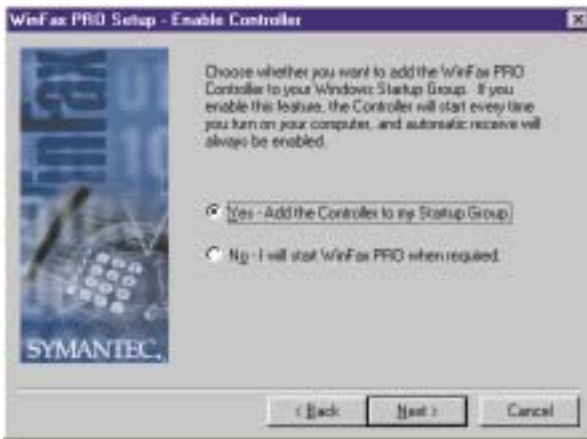 WinFax PRO Setup - Enable Controller
WinFax
Choose whether you want to add the WinFax PRO
Controller to your Windows Startup Group. If you
enable this feature, the Controller will start every time
you turn on your computer, and automatic receive will
always be enabled.
Yes - Add the Controller to my Startup Group.
No - I will start WinFax PRO when required.
SYMANTEC.
< Back
Next >
Cancel